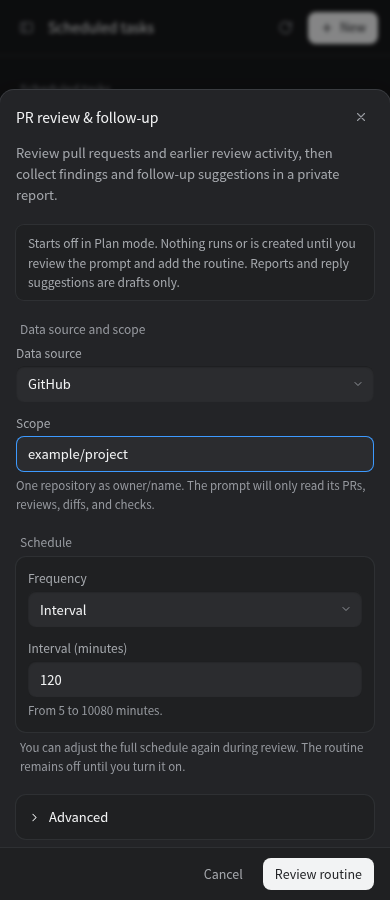 Scheduled tasks
New
PR review & follow-up
Review pull requests and earlier review activity, then
collect findings and follow-up suggestions in a private
report.
Starts off in Plan mode. Nothing runs or is created until you
review the prompt and add the routine. Reports and reply
suggestions are drafts only.
Data source and scope
Data source
GitHub
Scope
example/project
One repository as owner/name. The prompt will only read its PRs,
reviews, diffs, and checks.
Schedule
Frequency
Interval
Interval (minutes)
120
From 5 to 10080 minutes.
You can adjust the full schedule again during review. The routine
remains off until you turn it on.
Advanced
Cancel
Review routine